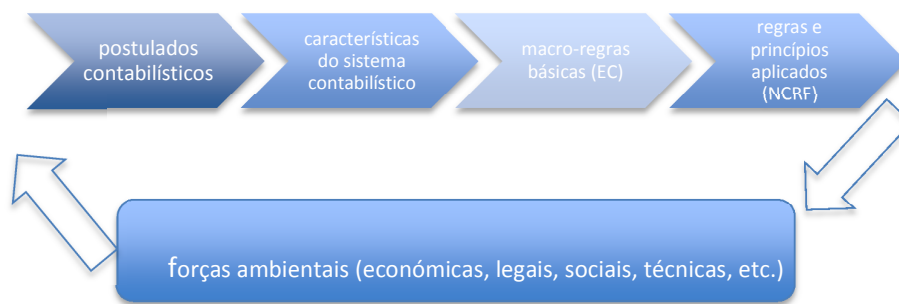 postulados
contabilísticos
características
do sistema
contabilístico
macro-regras
básicas (EC)
regras e
princípios
aplicados
(NCRF)
forças ambientais (económicas, legais, sociais, técnicas, etc.)